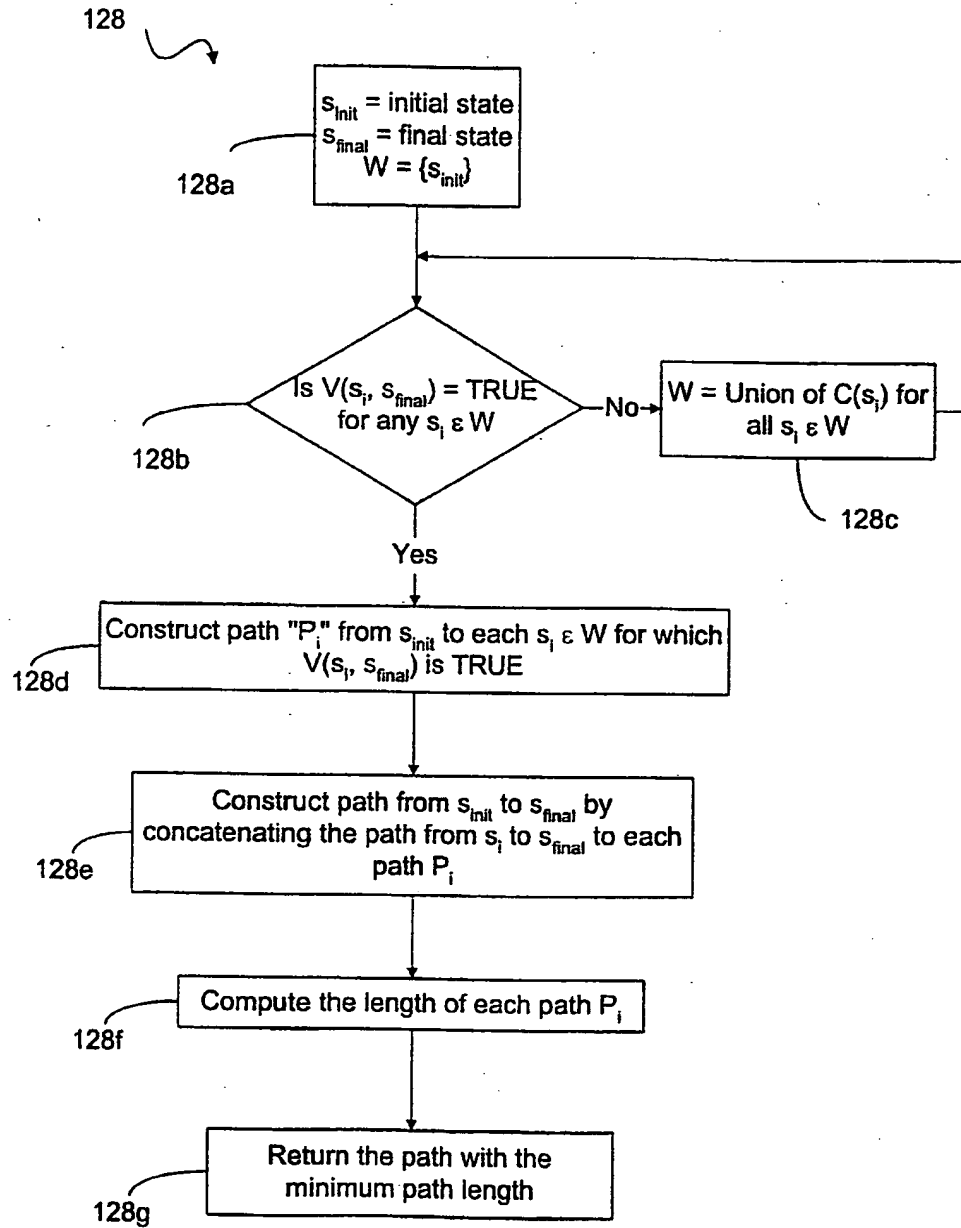 128
s_init = initial state
s_final = final state
W = {s_init}
128a
Is V(s_i, s_final) = TRUE
for any s_i ε W
128b
No
W = Union of C(s_i) for
all s_i ε W
128c
Yes
Construct path "P_i" from s_init to each s_i ε W for which
V(s_i, s_final) is TRUE
128d
Construct path from s_init to s_final by
concatenating the path from s_i to s_final to each
path P_i
128e
Compute the length of each path P_i
128f
Return the path with the
minimum path length
128g